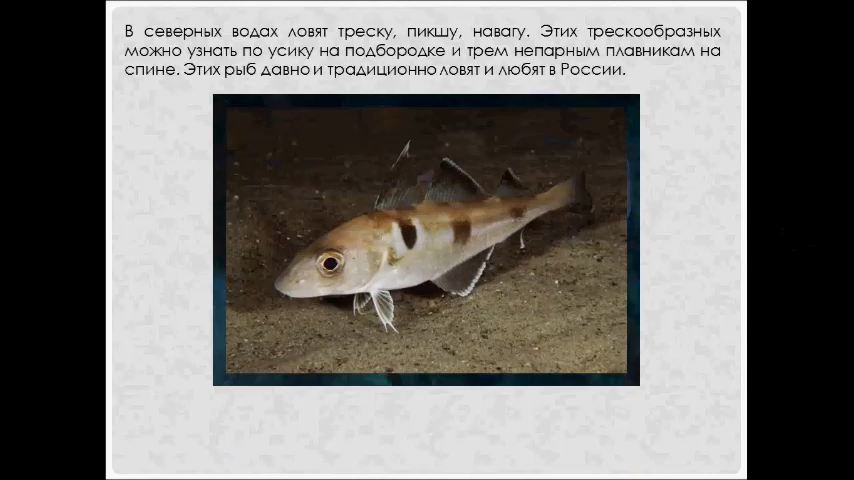 В северных водах ловят треску, пикшу, навагу. Этих трескообразных
можно узнать по усику на подбородке и трем непарным плавникам на
спине. Этих рыб давно и традиционно ловят и любят в России.